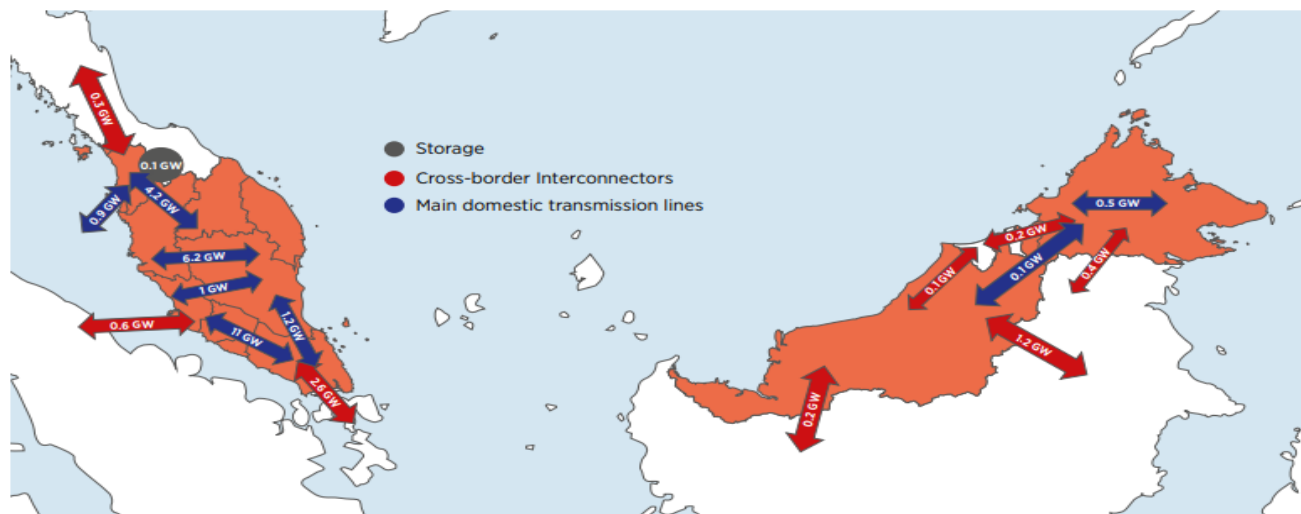 0.3 GW
0.1 GW
4.2 GW
0.9 GW
6.2 GW
1 GW
0.6 GW
11 GW
1.2 GW
2.6 GW
Storage
Cross-border Interconnectors
Main domestic transmission lines
0.5 GW
0.2 GW
0.1 GW
0.1 GW
0.4 GW
1.2 GW
0.2 GW